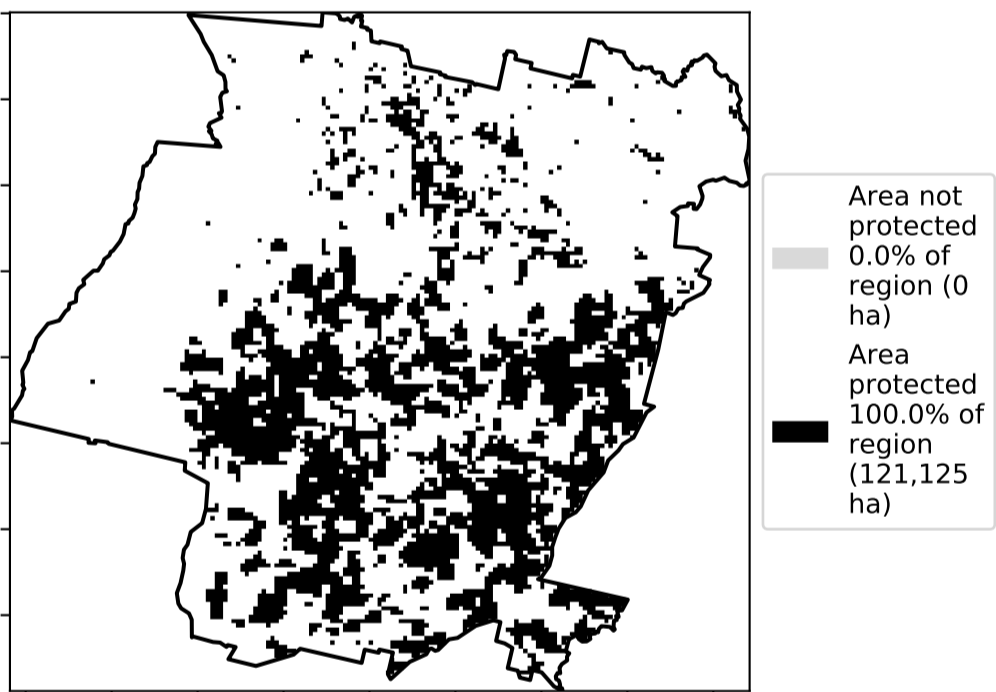 Area not
protected
0.0% of
region (0
ha)
Area
protected
100.0% of
region
(121,125
ha)